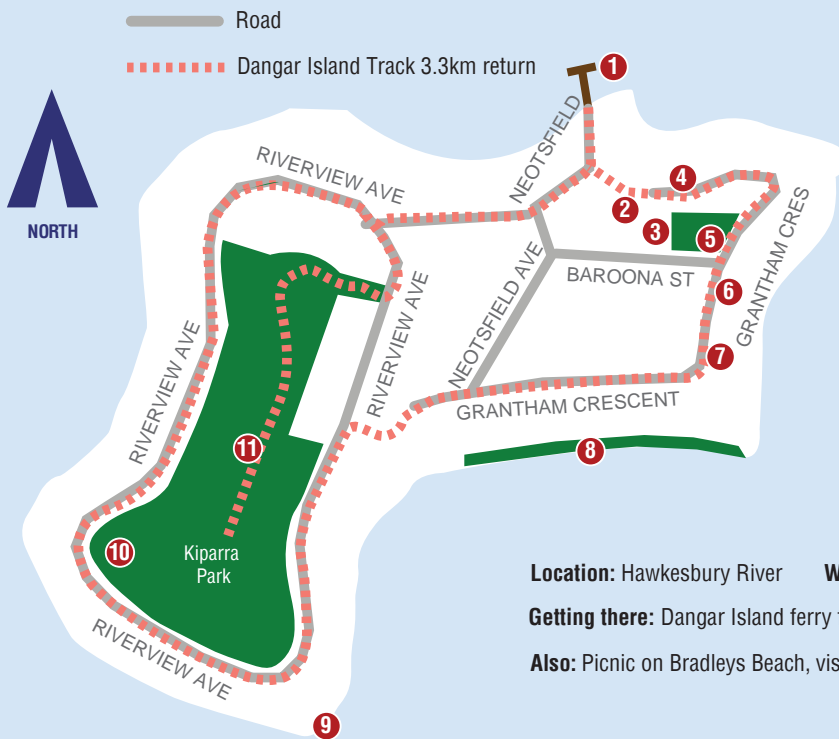 Road
Dangar Island Track 3.3km return
1
NORTH
RIVERVIEW AVE
NEOTSFIELD
4
2
3
5
GRANTHAM CRES
BAROONA ST
6
NEOTSFIELD AVE
RIVERVIEW AVE
RIVERVIEW AVE
7
GRANTHAM CRESCENT
11
8
10
Kiparra
Park
RIVERVIEW AVE
9
Location: Hawkesbury River W
Getting there: Dangar Island ferry
Also: Picnic on Bradleys Beach, vis